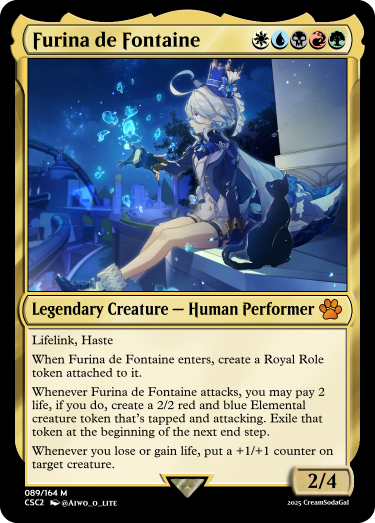 Furina de Fontaine
Legendary Creature — Human Performer
Lifelink, Haste
When Furina de Fontaine enters, create a Royal Role
token attached to it.
Whenever Furina de Fontaine attacks, you may pay 2
life, if you do, create a 2/2 red and blue Elemental
creature token that's tapped and attacking. Exile that
token at the beginning of the next end step.
Whenever you lose or gain life, put a +1/+1 counter on
target creature.
2/4
089/164 M
CSC2 @Aiwo_o_lite
2025 CreamSodaGal